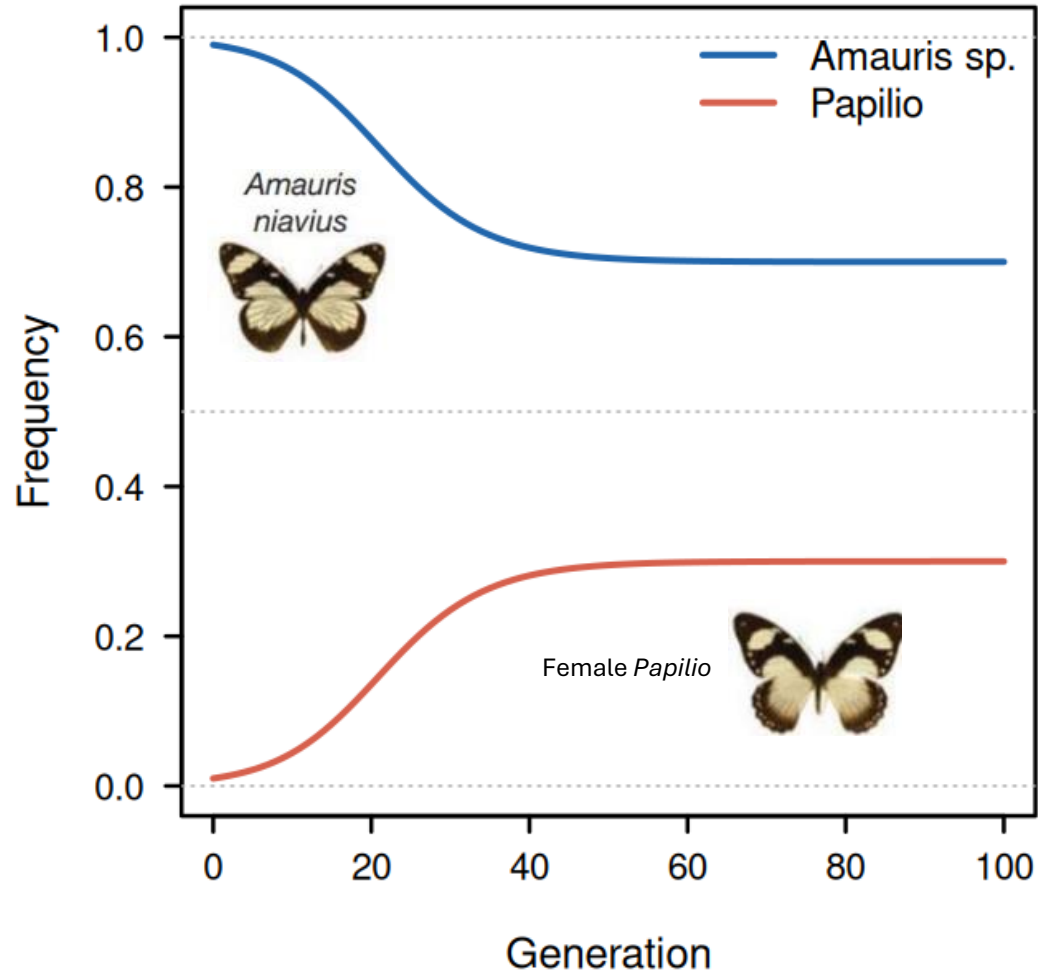 1.0
Amauris sp.
Papilio
0.8
Amauris
niavius
0.6
Frequency
0.4
0.2
Female Papilio
0.0
0 20 40 60 80 100
Generation